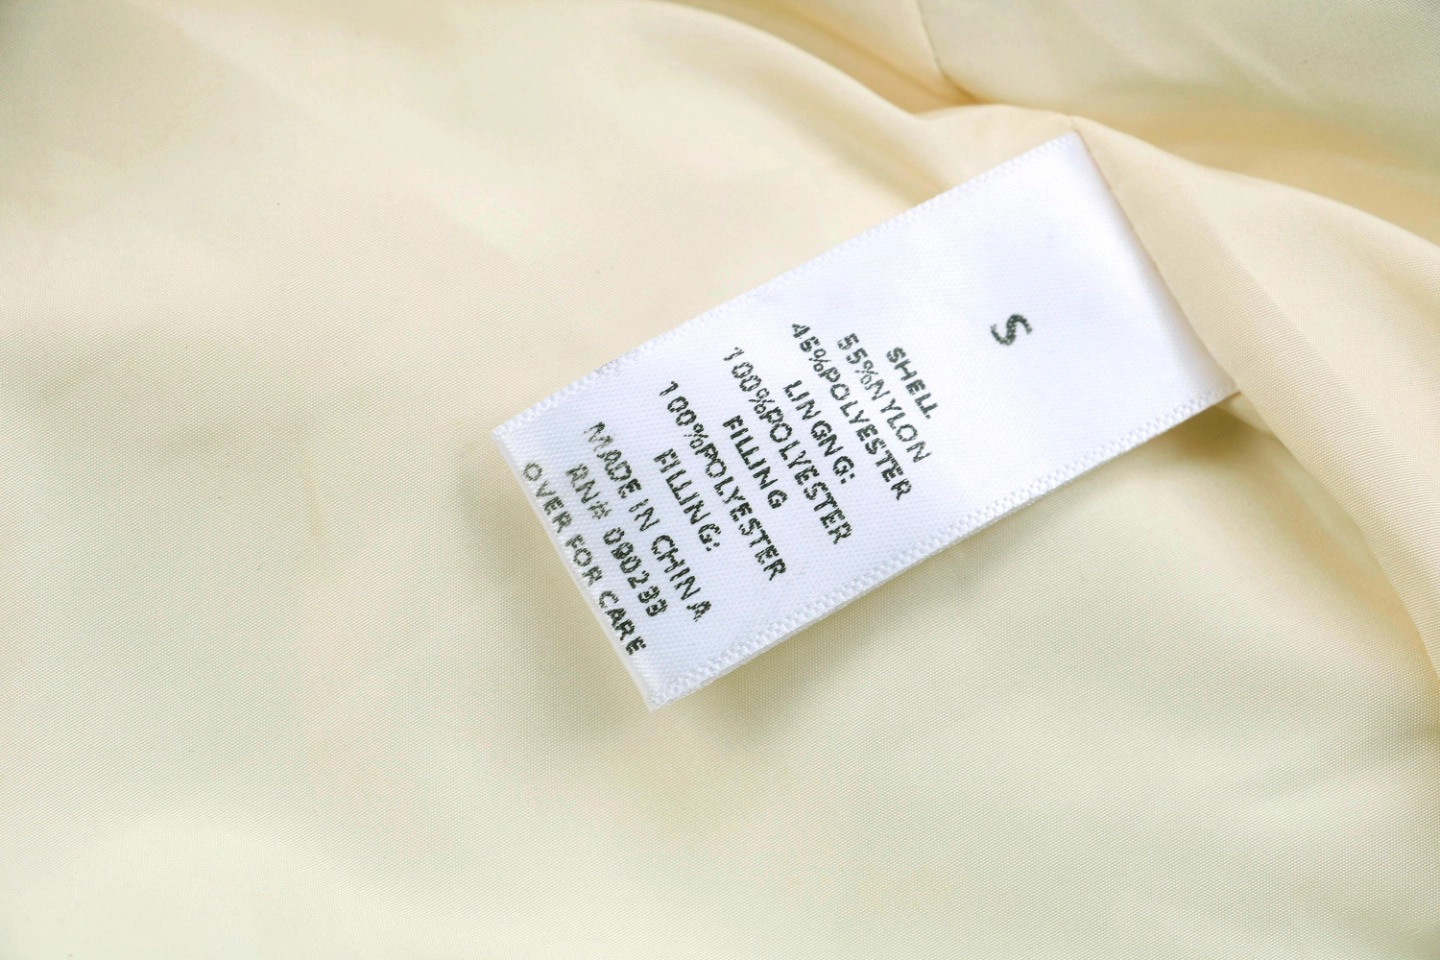 S
SHELL
55%NYLON
45%POLYESTER
LINGNG:
100%POLYESTER
FILLING
100%POLYESTER
FILLING:
MADE IN CHINA
RN# 090233
OVER FOR CARE